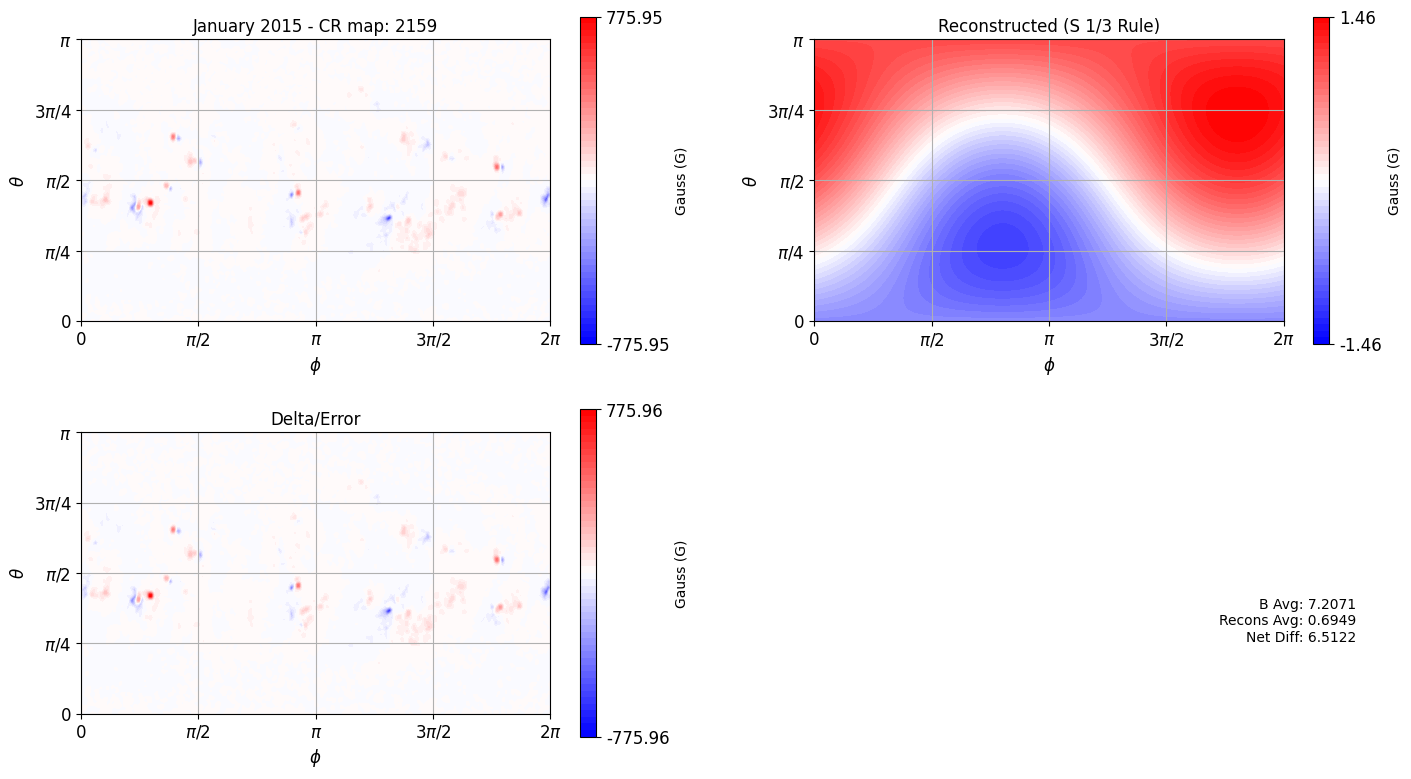 January 2015 - CR map: 2159
π
3π/4
π/2
π/4
0
θ
0
π/2
π
3π/2
2π
ϕ
775.95
-775.95
Gauss (G)
Reconstructed (S 1/3 Rule)
π
3π/4
π/2
π/4
0
θ
0
π/2
π
3π/2
2π
ϕ
1.46
-1.46
Gauss (G)
Delta/Error
π
3π/4
π/2
π/4
0
θ
0
π/2
π
3π/2
2π
ϕ
775.96
-775.96
Gauss (G)
B Avg: 7.2071
Recons Avg: 0.6949
Net Diff: 6.5122